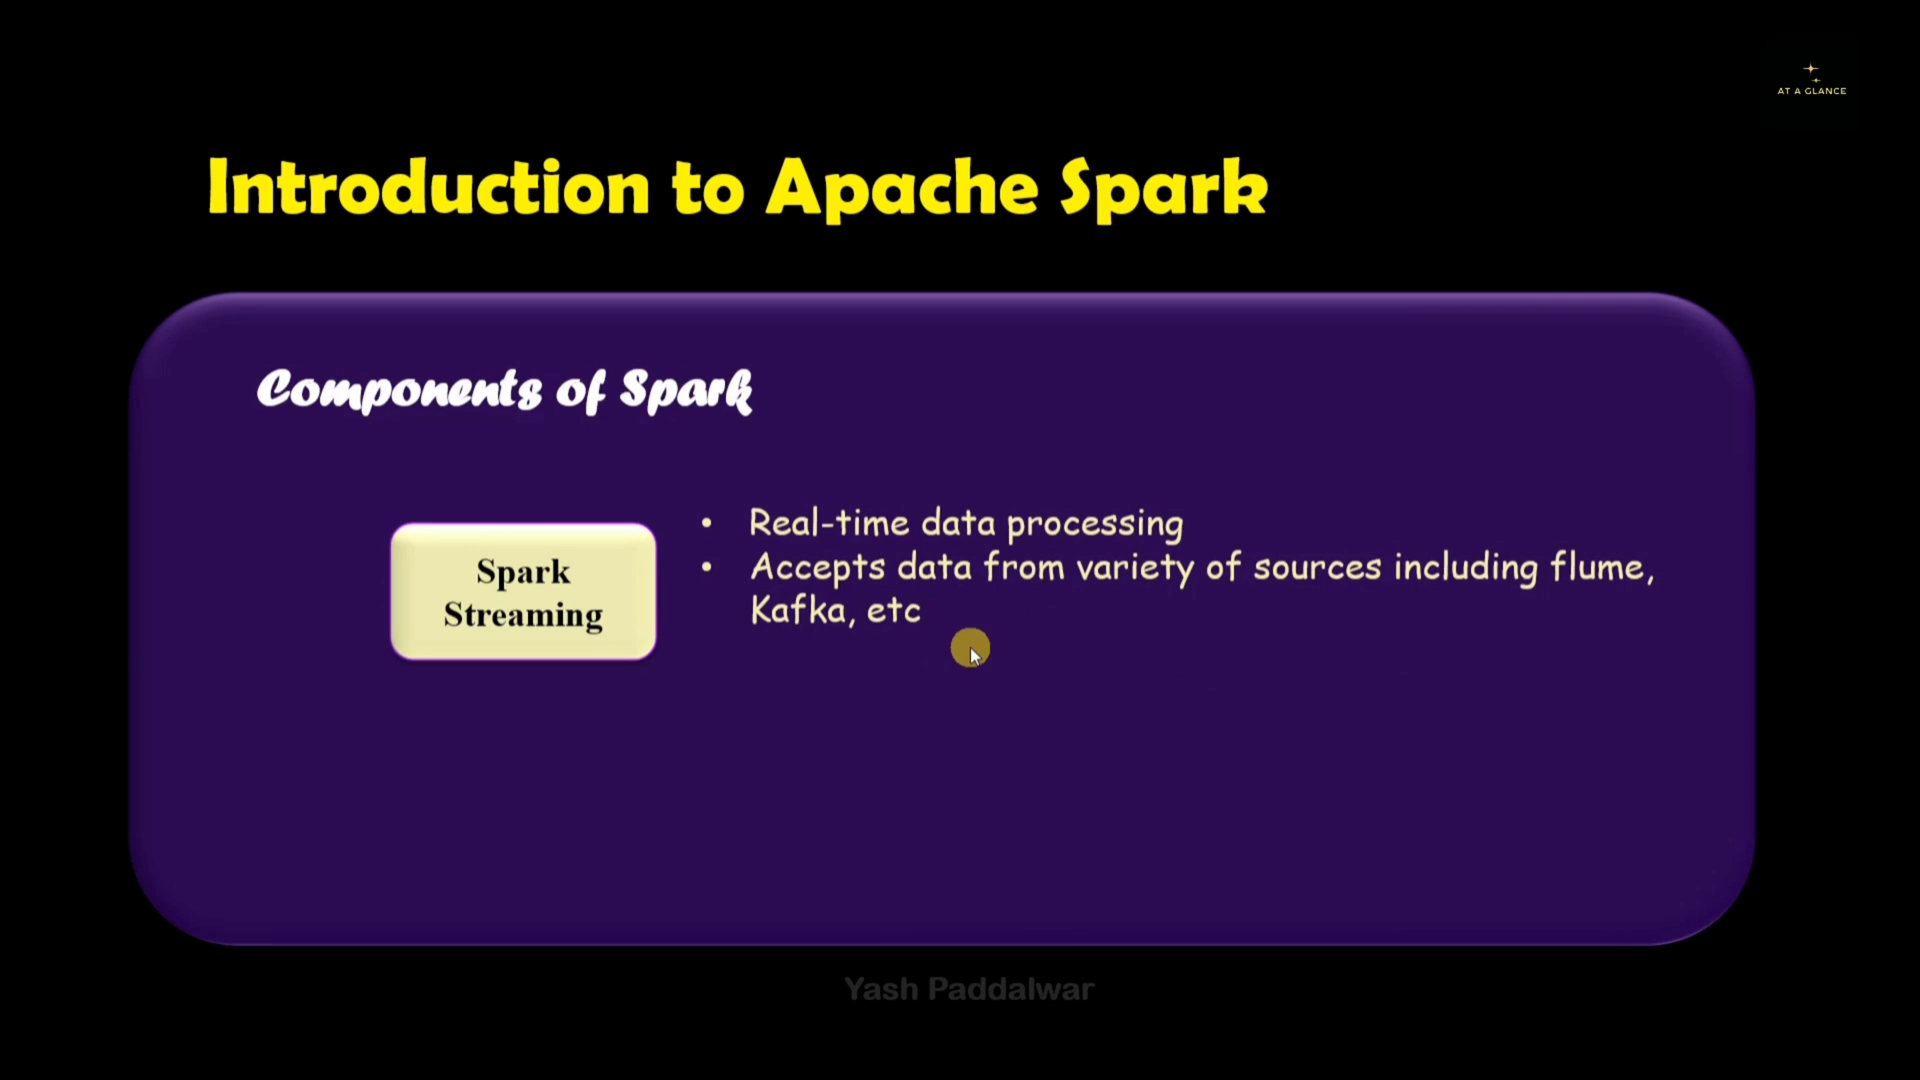 AT A GLANCE
Introduction to Apache Spark
Components of Spark
Spark
Streaming
• Real-time data processing
• Accepts data from variety of sources including flume,
Kafka, etc
Yash Paddalwar